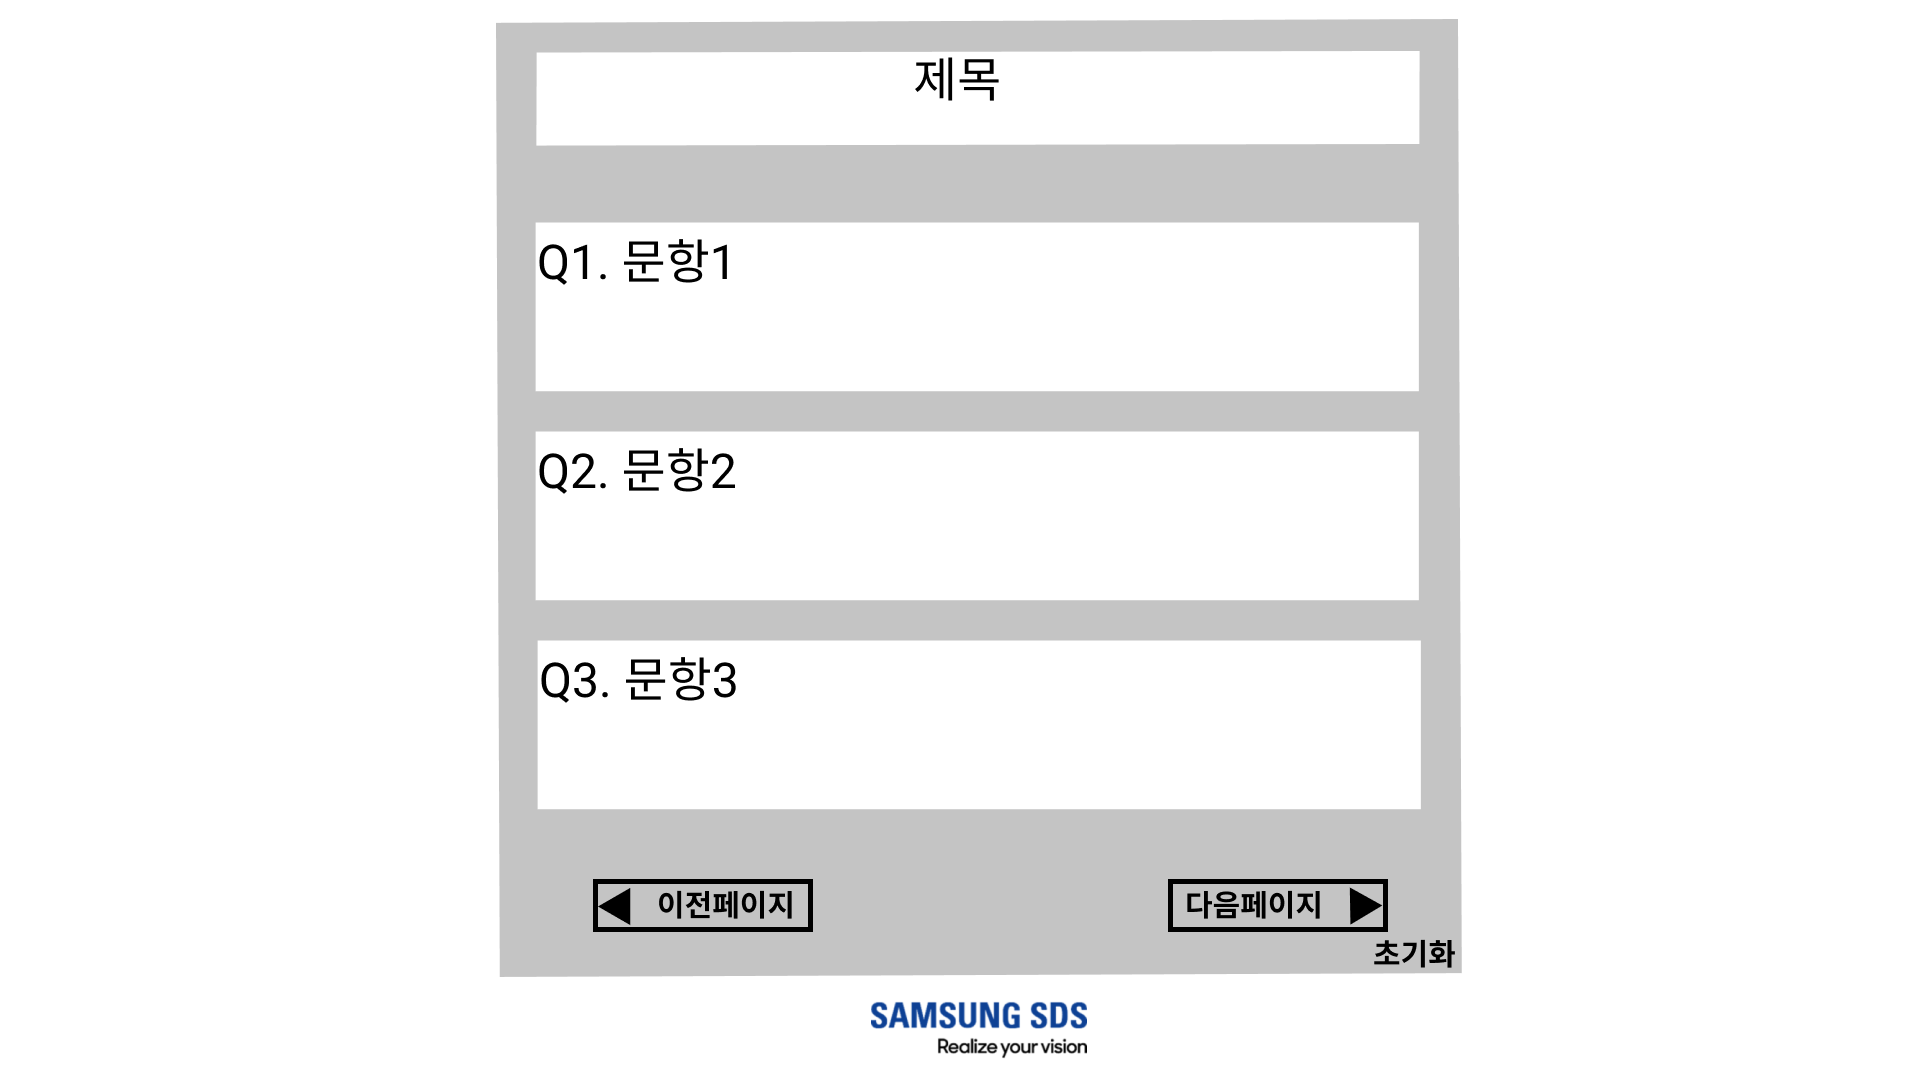 제목
Q1. 문항1
Q2. 문항2
Q3. 문항3
이전페이지
다음페이지
초기화
SAMSUNG SDS
Realize your vision